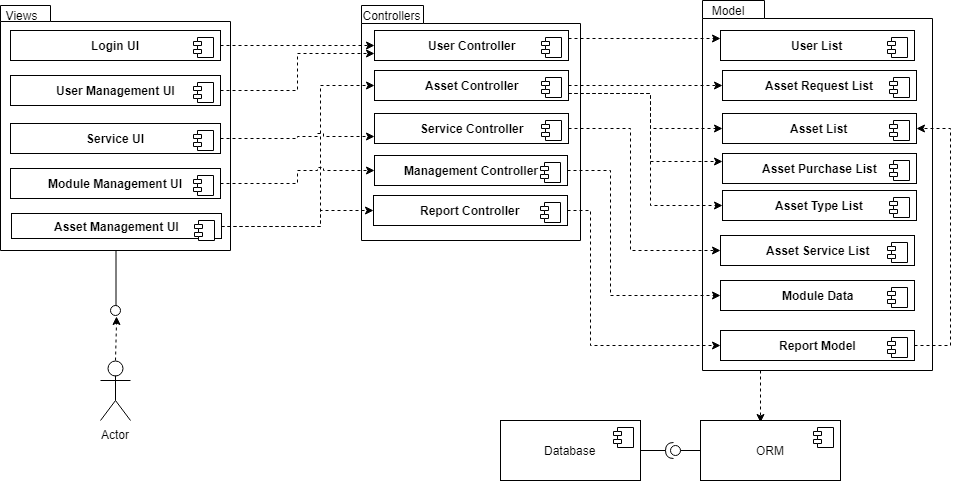 Views
Login UI
User Management UI
Service UI
Module Management UI
Asset Management UI
Controllers
User Controller
Asset Controller
Service Controller
Management Controller
Report Controller
Model
User List
Asset Request List
Asset List
Asset Purchase List
Asset Type List
Asset Service List
Module Data
Report Model
Actor
Database
ORM